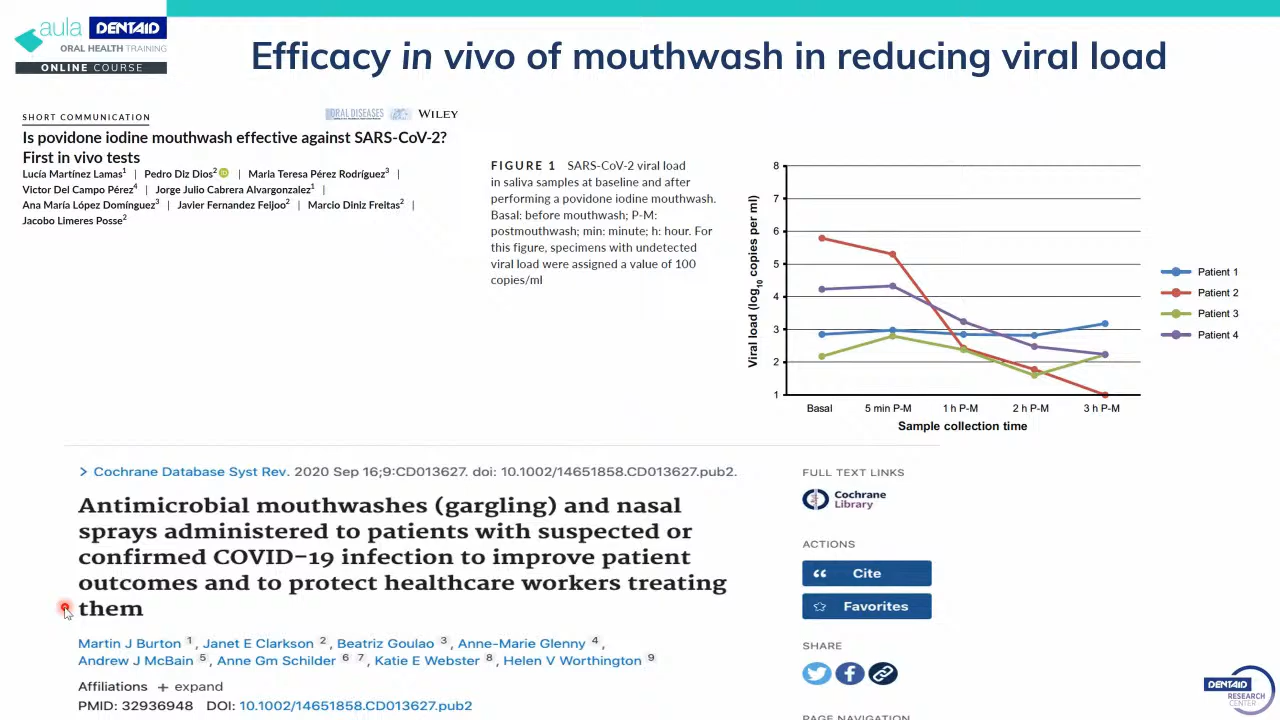 aula DENTAID
ORAL HEALTH TRAINING
ONLINE COURSE
Efficacy in vivo of mouthwash in reducing viral load
SHORT COMMUNICATION
ORAL DISEASES WILEY
Is povidone iodine mouthwash effective against SARS-CoV-2?
First in vivo tests
Lucía Martínez Lamas1 | Pedro Diz Dios2 | Maria Teresa Pérez Rodríguez3 |
Victor Del Campo Pérez4 | Jorge Julio Cabrera Alvargonzalez1 |
Ana María López Domínguez3 | Javier Fernandez Feijoo2 | Marcio Diniz Freitas2 |
Jacobo Limeres Posse2
FIGURE 1 SARS-CoV-2 viral load
in saliva samples at baseline and after
performing a povidone iodine mouthwash.
Basal: before mouthwash; P-M:
postmouthwash; min: minute; h: hour. For
this figure, specimens with undetected
viral load were assigned a value of 100
copies/ml
Viral load (log10 copies per ml)
8
7
6
5
4
3
2
1
Basal 5 min P-M 1 h P-M 2 h P-M 3 h P-M
Sample collection time
Patient 1
Patient 2
Patient 3
Patient 4
> Cochrane Database Syst Rev. 2020 Sep 16;9:CD013627. doi: 10.1002/14651858.CD013627.pub2.
Antimicrobial mouthwashes (gargling) and nasal
sprays administered to patients with suspected or
confirmed COVID-19 infection to improve patient
outcomes and to protect healthcare workers treating
them
Martin J Burton 1, Janet E Clarkson 2, Beatriz Goulao 3, Anne-Marie Glenny 4,
Andrew J McBain 5, Anne Gm Schilder 6 7, Katie E Webster 8, Helen V Worthington 9
Affiliations + expand
PMID: 32936948 DOI: 10.1002/14651858.CD013627.pub2
FULL TEXT LINKS
Cochrane
Library
ACTIONS
Cite
Favorites
SHARE
PAGE NAVIGATION
DENTAID
RESEARCH
CENTER